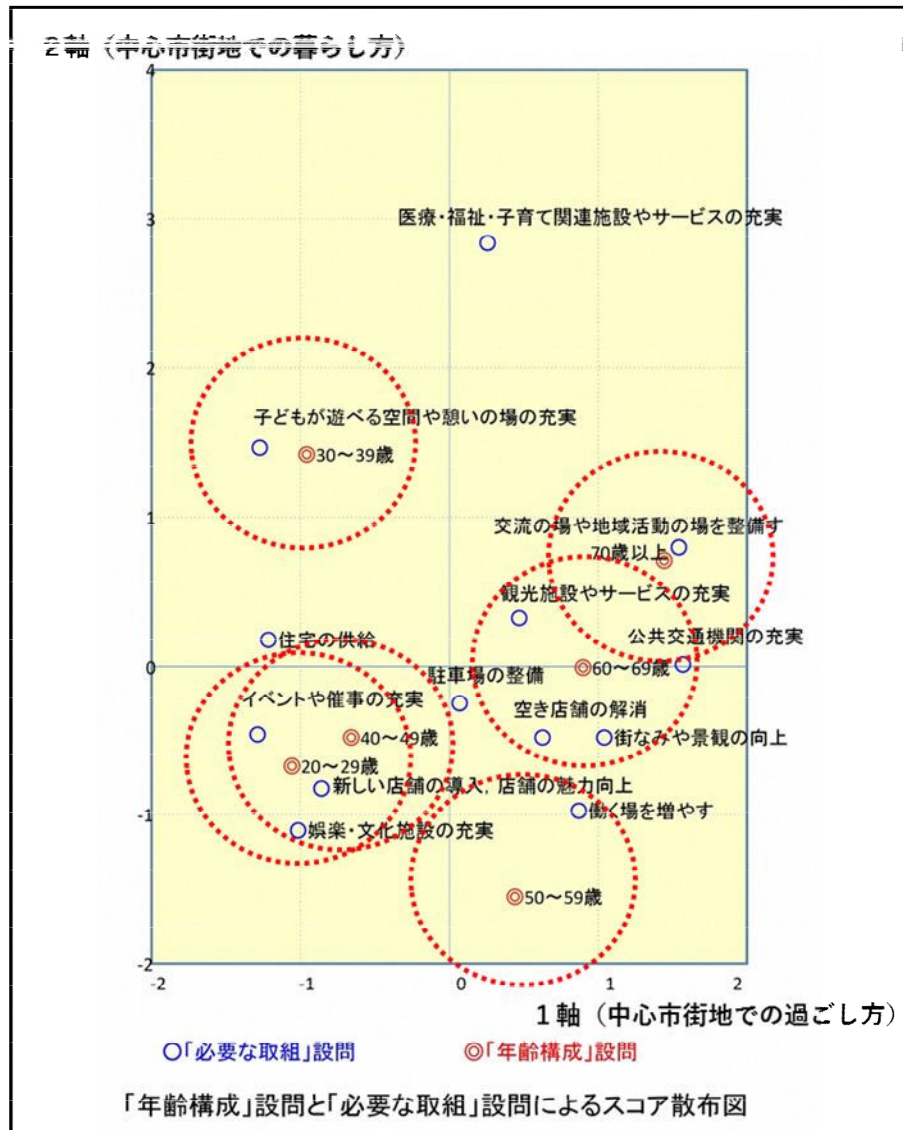 2軸（中心市街地での暮らし方）
4
医療・福祉・子育て関連施設やサービスの充実
3
2
子どもが遊べる空間や憩いの場の充実
30～39歳
1
交流の場や地域活動の場を整備す
70歳以上
観光施設やサービスの充実
住宅の供給
公共交通機関の充実
0
駐車場の整備
60～69歳
イベントや催事の充実
空き店舗の解消
40～49歳
街なみや景観の向上
20～29歳
新しい店舗の導入，店舗の魅力向上
-1
働く場を増やす
娯楽・文化施設の充実
50～59歳
-2
-2 -1 0 1 2
1軸（中心市街地での過ごし方）
○「必要な取組」設問 ◎「年齢構成」設問
「年齢構成」設問と「必要な取組」設問によるスコア散布図